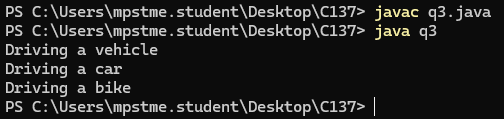 PS C:\Users\mpstme.student\Desktop\C137> javac q3.java
PS C:\Users\mpstme.student\Desktop\C137> java q3
Driving a vehicle
Driving a car
Driving a bike
PS C:\Users\mpstme.student\Desktop\C137>